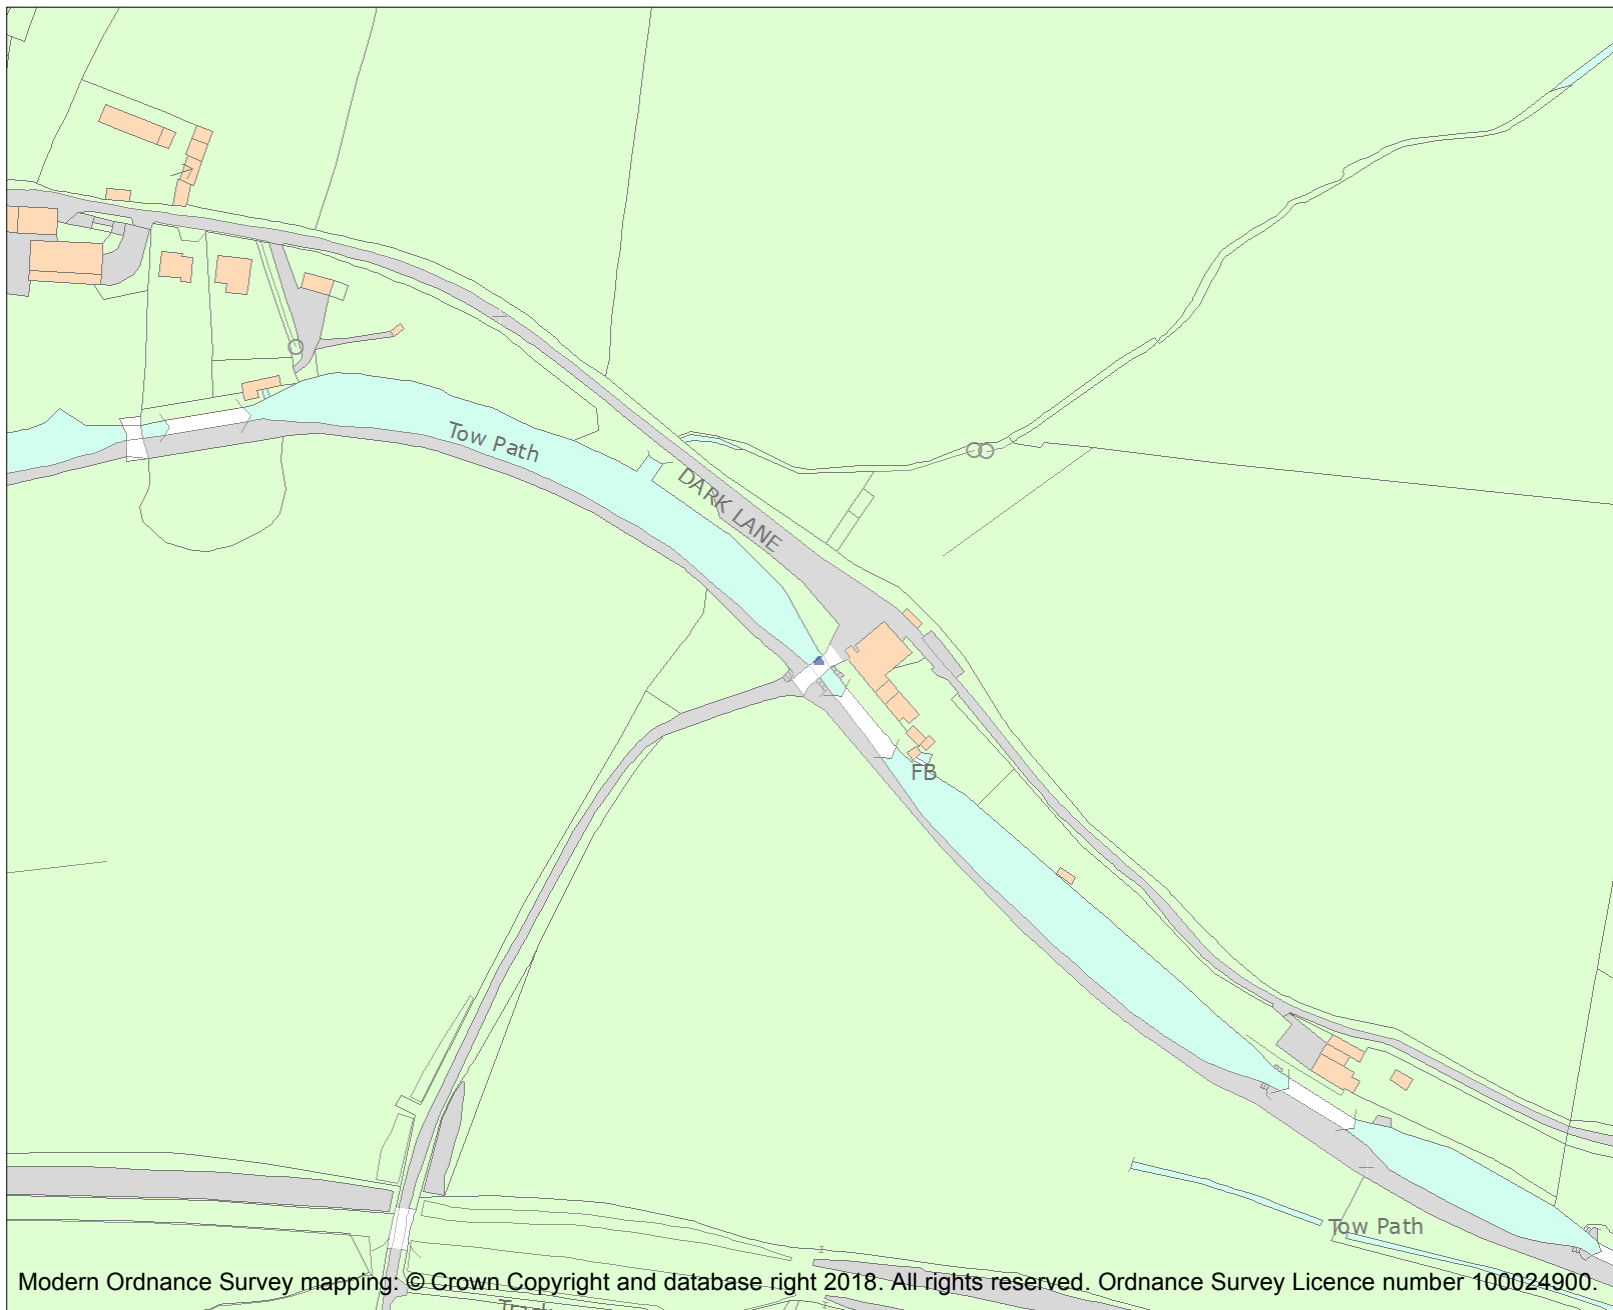 Tow Path
DARK LANE
FB
Tow Path
Modern Ordnance Survey mapping: © Crown Copyright and database right 2018. All rights reserved. Ordnance Survey Licence number 100024900.